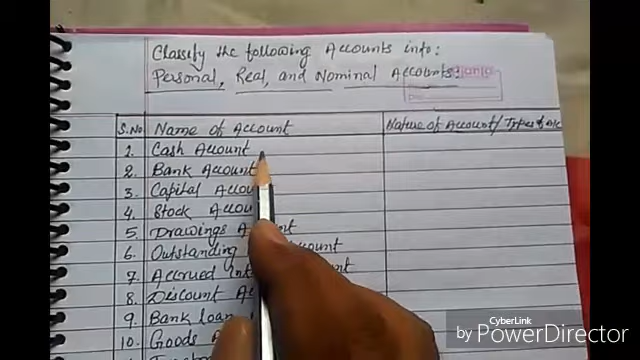 Classify the following Accounts into:
Personal, Real, and Nominal Accounts:
S.No Name of Account Nature of Account/Types of A/c
1. Cash Account
2. Bank Account
3. Capital
4. Stock
5. Drawings
6. Outstanding
7. Accrued
8. Discount
9. Bank loan
10. Goods
CyberLink
by PowerDirector